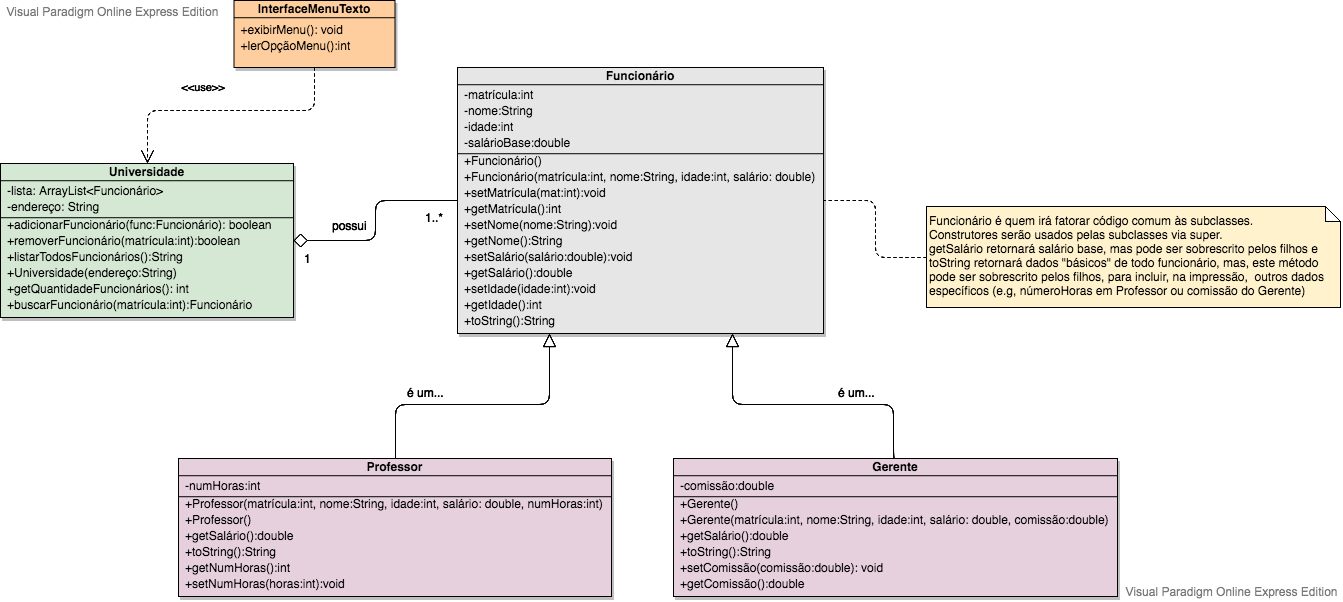 Visual Paradigm Online Express Edition
InterfaceMenuTexto
+exibirMenu(): void
+lerOpçãoMenu():int
<<use>>
Universidade
-lista: ArrayList<Funcionário>
-endereço: String
+adicionarFuncionário(func:Funcionário): boolean
+removerFuncionário(matrícula:int):boolean
+listarTodosFuncionários():String
+Universidade(endereço:String)
+getQuantidadeFuncionários(): int
+buscarFuncionário(matrícula:int):Funcionário
possui
1
1..*
Funcionário
-matrícula:int
-nome:String
-idade:int
-salárioBase:double
+Funcionário()
+Funcionário(matrícula:int, nome:String, idade:int, salário: double)
+setMatrícula(mat:int):void
+getMatrícula():int
+setNome(nome:String):void
+getNome():String
+setSalário(salário:double):void
+getSalário():double
+setIdade(idade:int):void
+getIdade():int
+toString():String
Funcionário é quem irá fatorar código comum às subclasses.
Construtores serão usados pelas subclasses via super.
getSalário retornará salário base, mas pode ser sobrescrito pelos filhos e
toString retornará dados "básicos" de todo funcionário, mas, este método
pode ser sobrescrito pelos filhos, para incluir, na impressão, outros dados
específicos (e.g, númeroHoras em Professor ou comissão do Gerente)
é um...
é um...
Professor
-numHoras:int
+Professor(matrícula:int, nome:String, idade:int, salário: double, numHoras:int)
+Professor()
+getSalário():double
+toString():String
+getNumHoras():int
+setNumHoras(horas:int):void
Gerente
-comissão:double
+Gerente()
+Gerente(matrícula:int, nome:String, idade:int, salário: double, comissão:double)
+getSalário():double
+toString():String
+setComissão(comissão:double): void
+getComissão():double
Visual Paradigm Online Express Edition